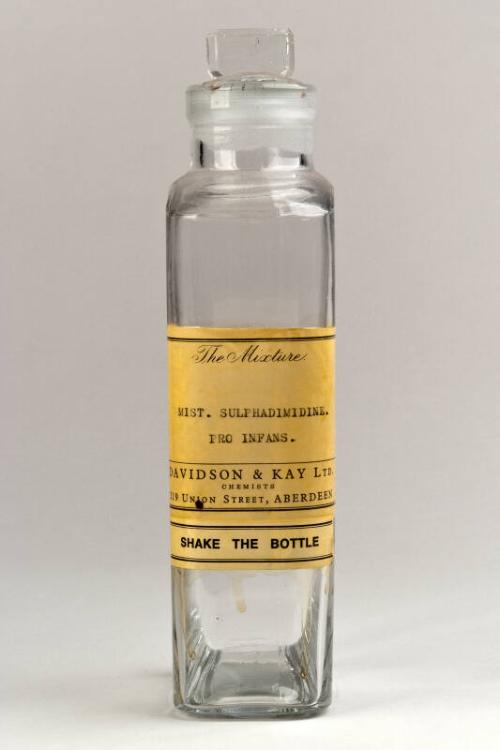 The Mixture.
MIST. SULPHADIMIDINE.
PRO INFANS.
DAVIDSON & KAY LTD.
CHEMISTS
219 UNION STREET, ABERDEEN
SHAKE THE BOTTLE